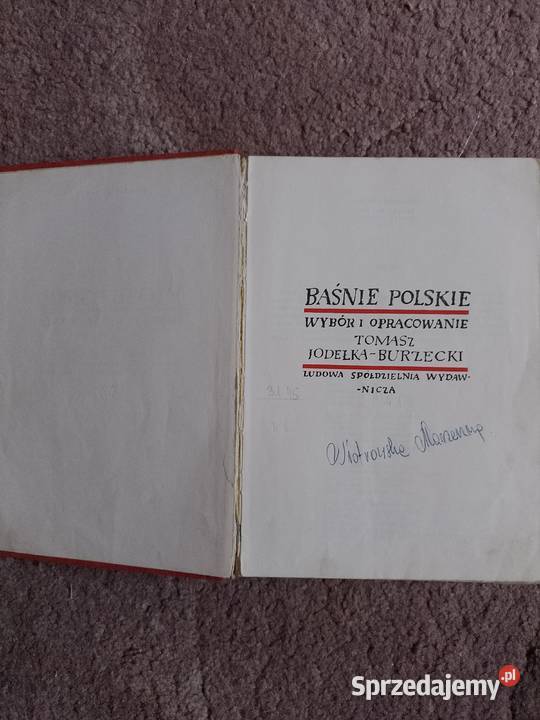 BAŚNIE POLSKIE
WYBÓR I OPRACOWANIE
TOMASZ
JODEŁKA-BURZECKI
LUDOWA SPÓŁDZIELNIA WYDAW-
-NICZA
Sprzedajemy.pl